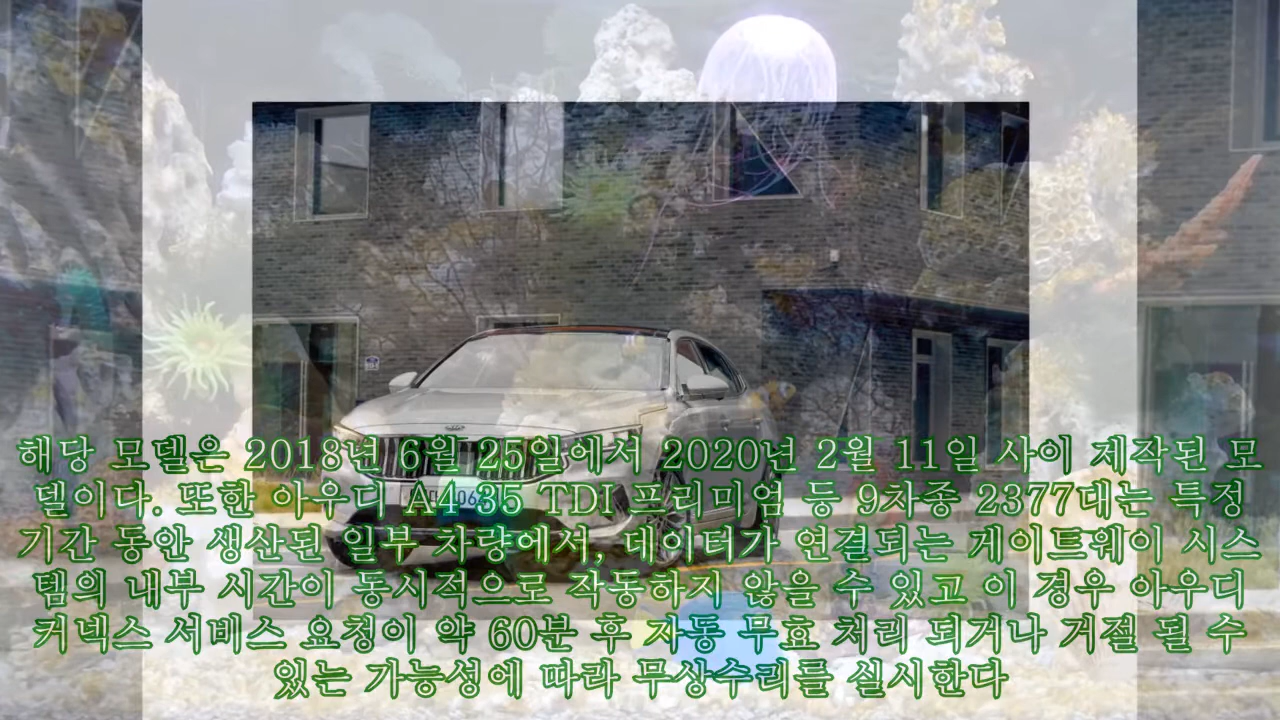 해당 모델은 2018년 6월 25일에서 2020년 2월 11일 사이 제작된 모
델이다. 또한 아우디 A4 35 TDI 프리미엄 등 9차종 2377대는 특정
기간 동안 생산된 일부 차량에서, 데이터가 연결되는 게이트웨이 시스
템의 내부 시간이 동시적으로 작동하지 않을 수 있고 이 경우 아우디
커넥스 서비스 요청이 약 60분 후 자동 무효 처리 되거나 거절 될 수
있는 가능성에 따라 무상수리를 실시한다